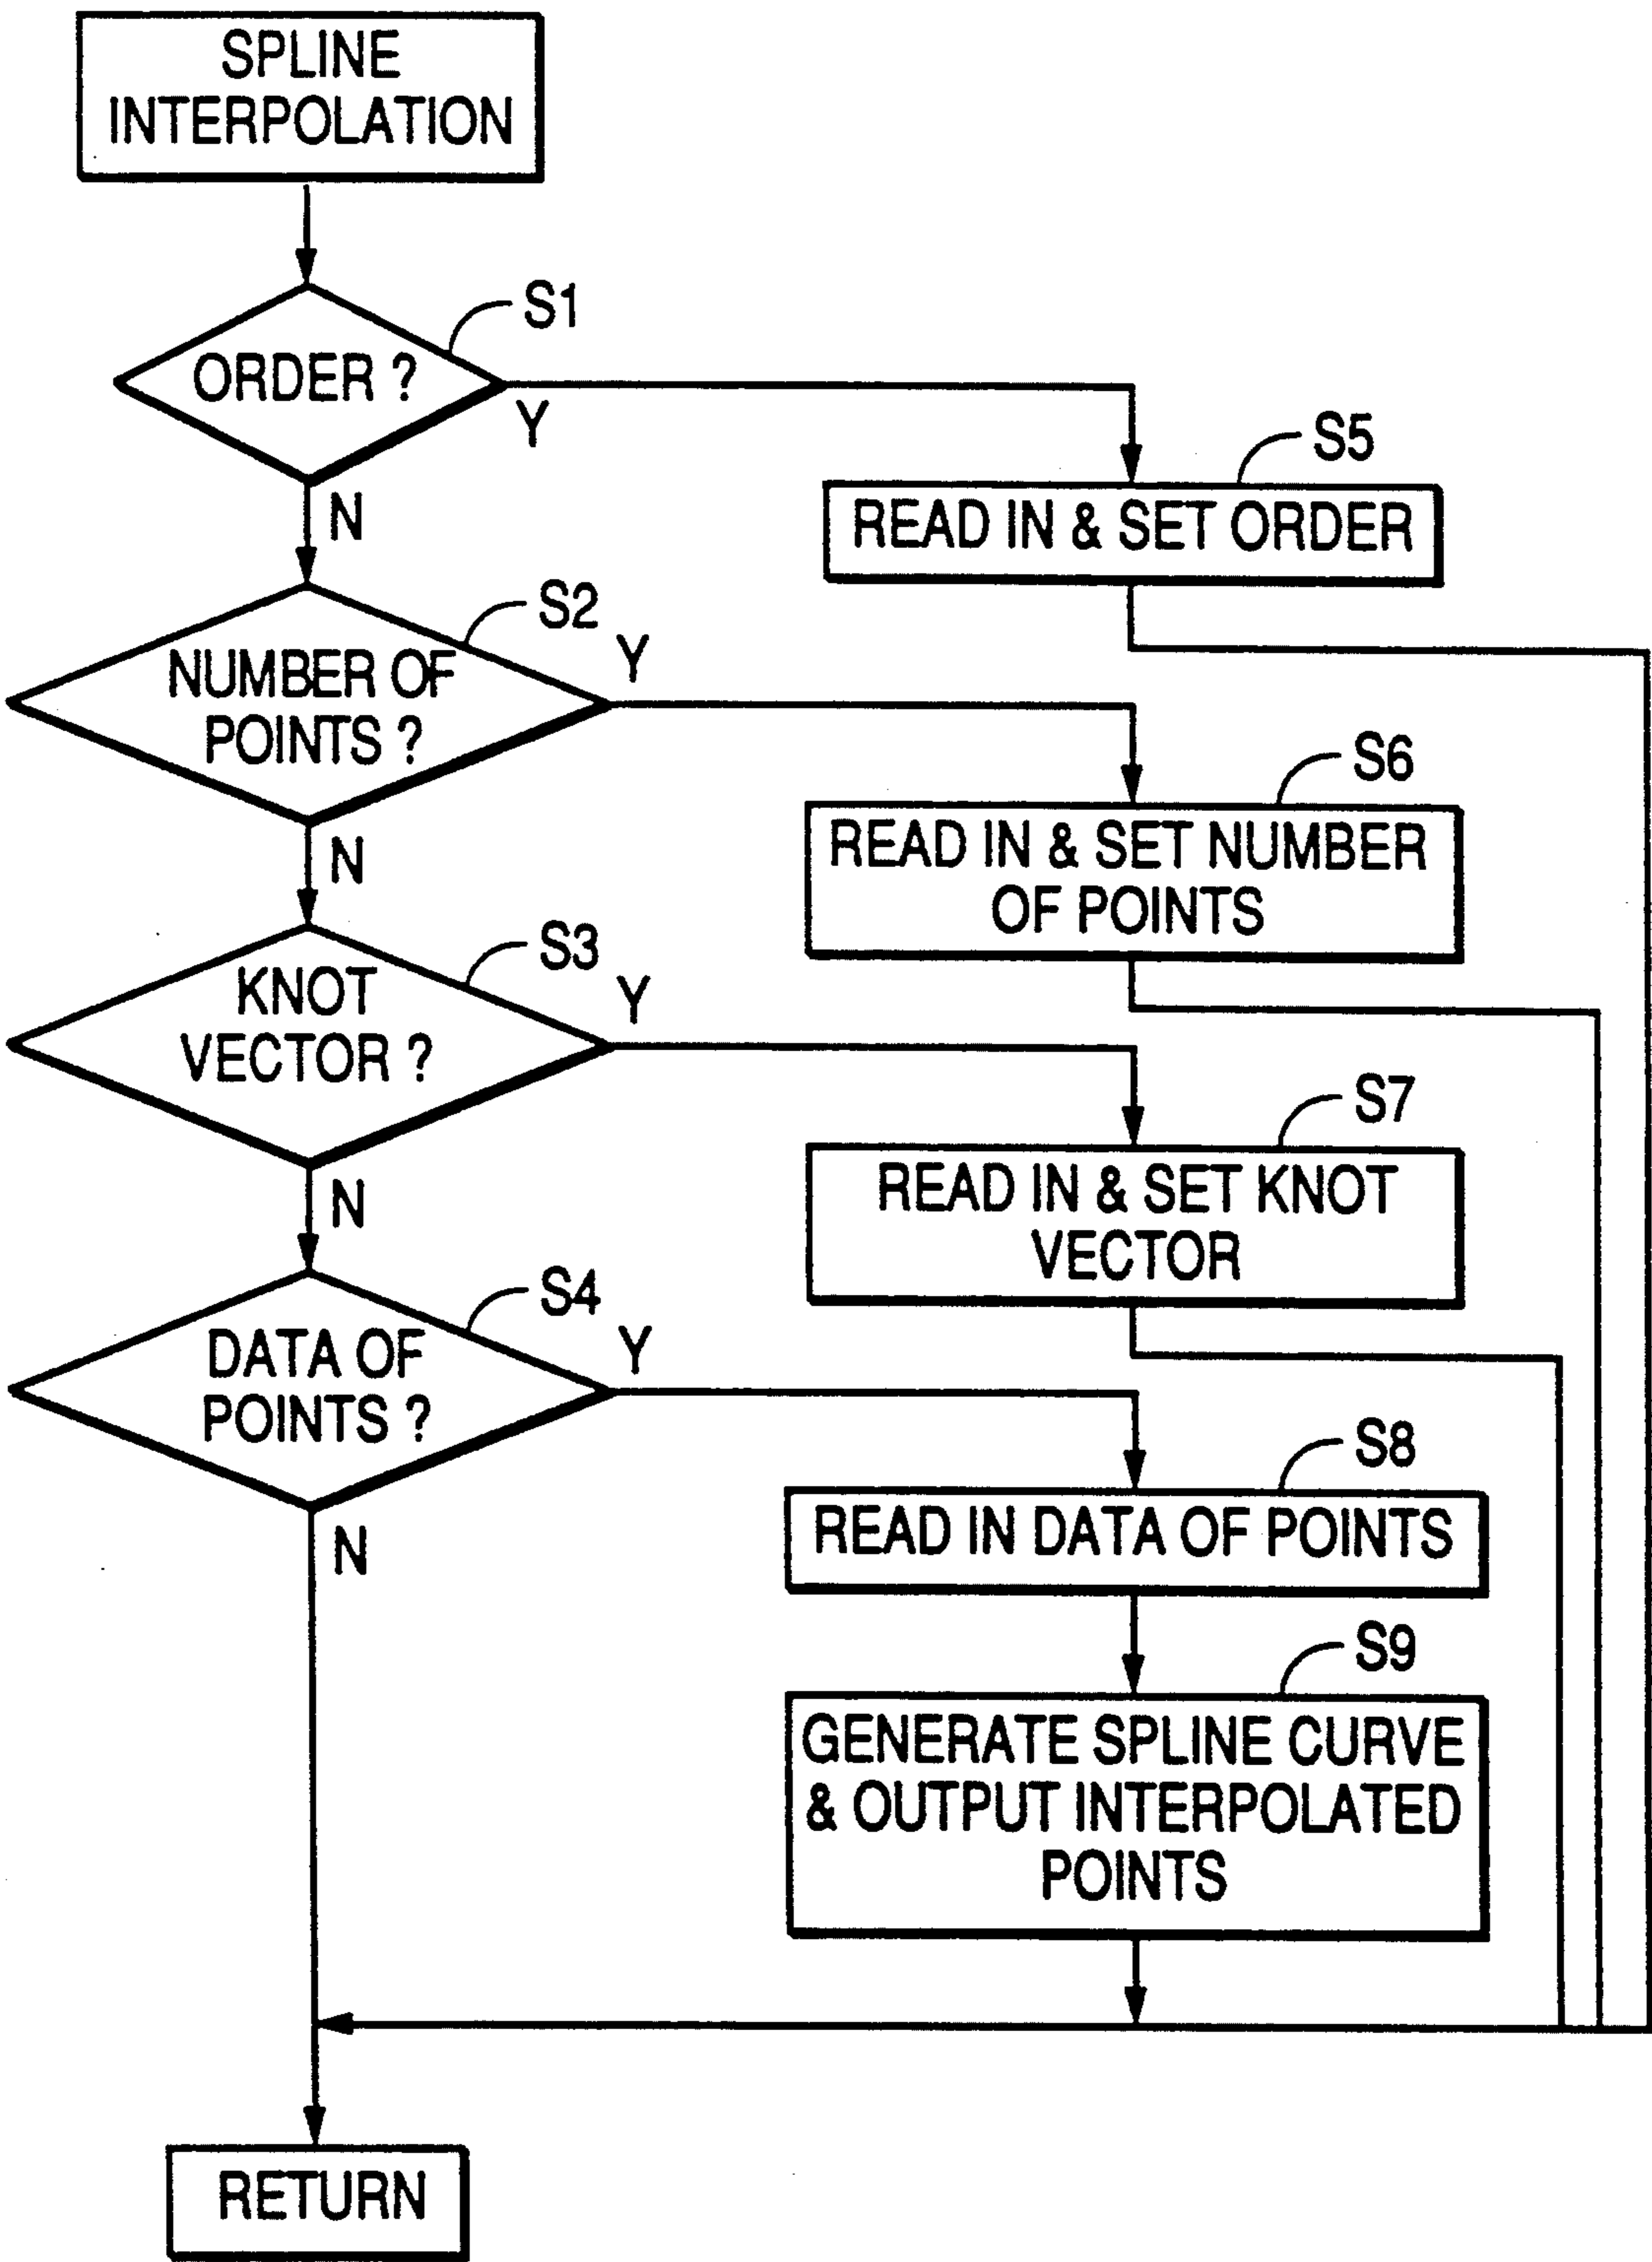 SPLINE
INTERPOLATION
S1
ORDER ?
Y
N
S5
READ IN & SET ORDER
S2
NUMBER OF
POINTS ?
Y
N
S6
READ IN & SET NUMBER
OF POINTS
S3
KNOT
VECTOR ?
Y
N
S7
READ IN & SET KNOT
VECTOR
S4
DATA OF
POINTS ?
Y
N
S8
READ IN DATA OF POINTS
S9
GENERATE SPLINE CURVE
& OUTPUT INTERPOLATED
POINTS
RETURN